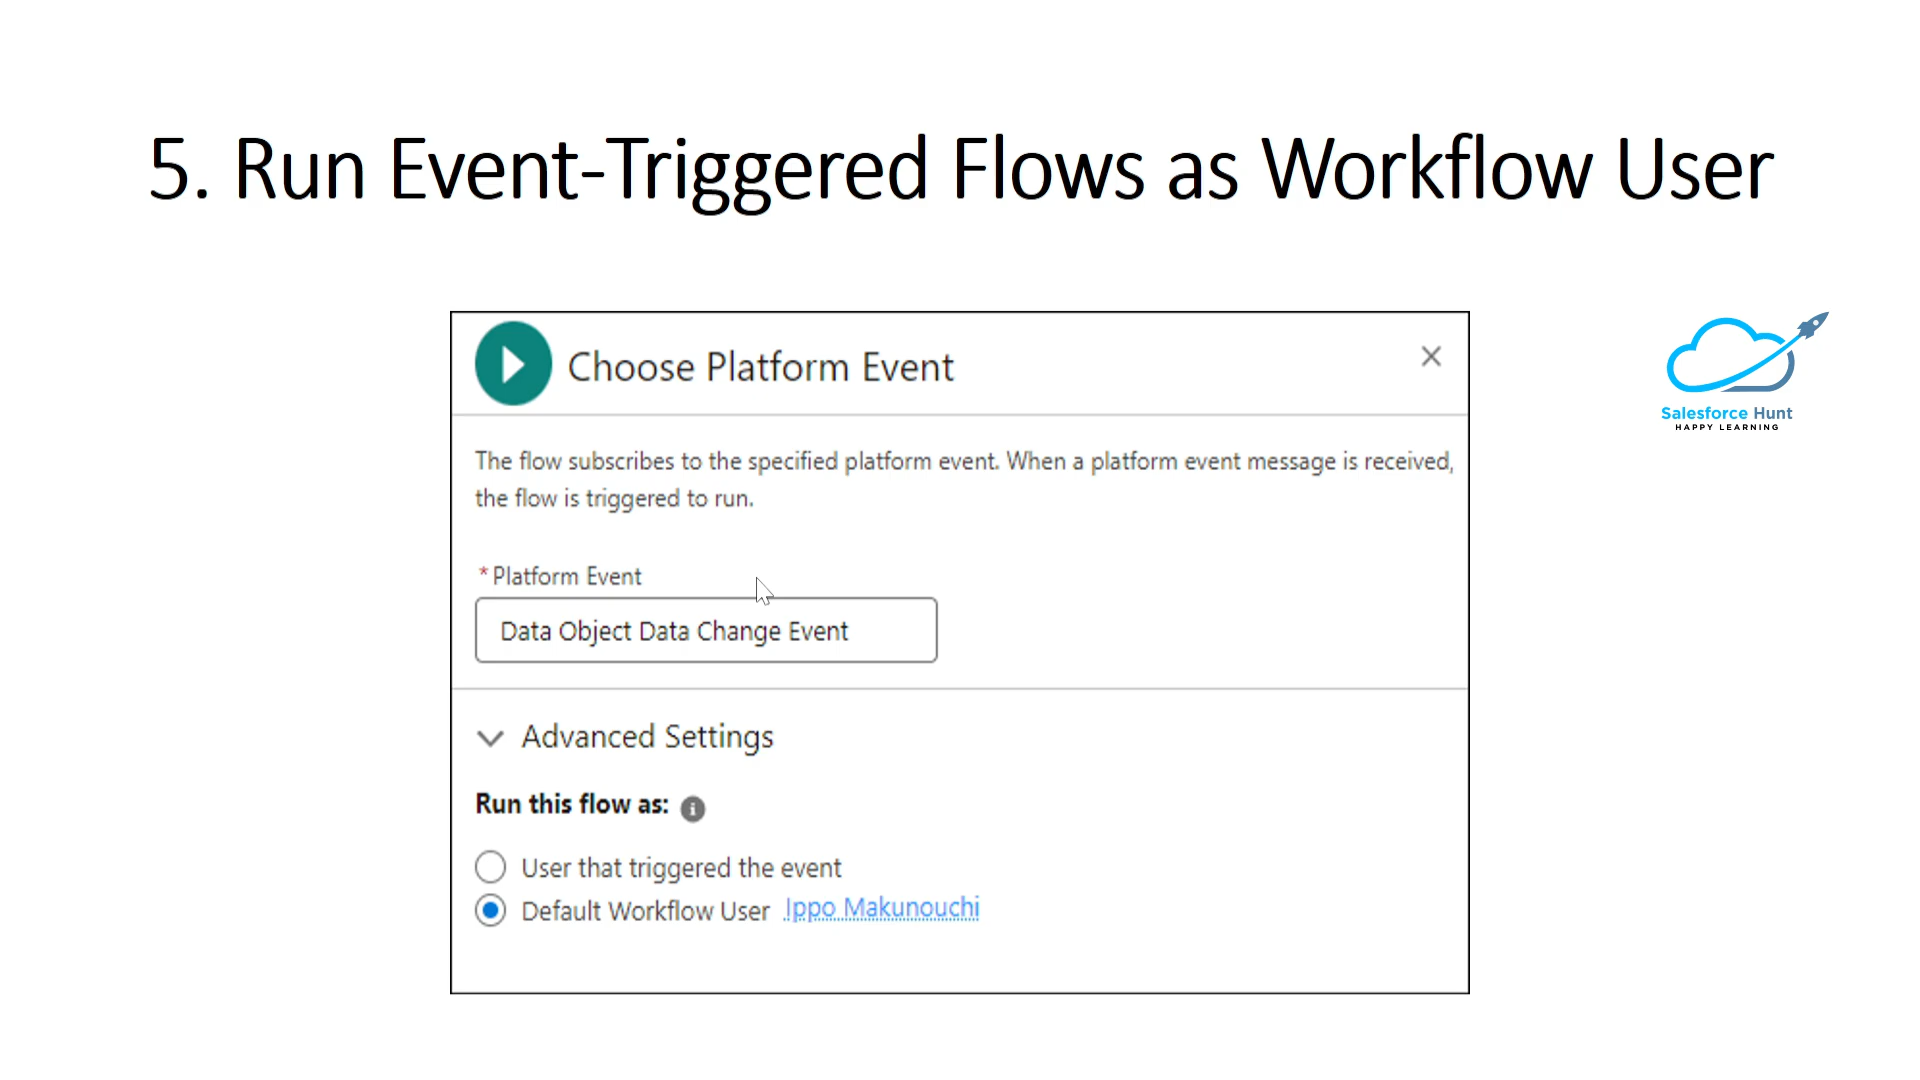 5. Run Event-Triggered Flows as Workflow User
Choose Platform Event
Salesforce Hunt
HAPPY LEARNING
The flow subscribes to the specified platform event. When a platform event message is received,
the flow is triggered to run.
*Platform Event
Data Object Data Change Event
Advanced Settings
Run this flow as:
User that triggered the event
Default Workflow User Ippo Makunouchi